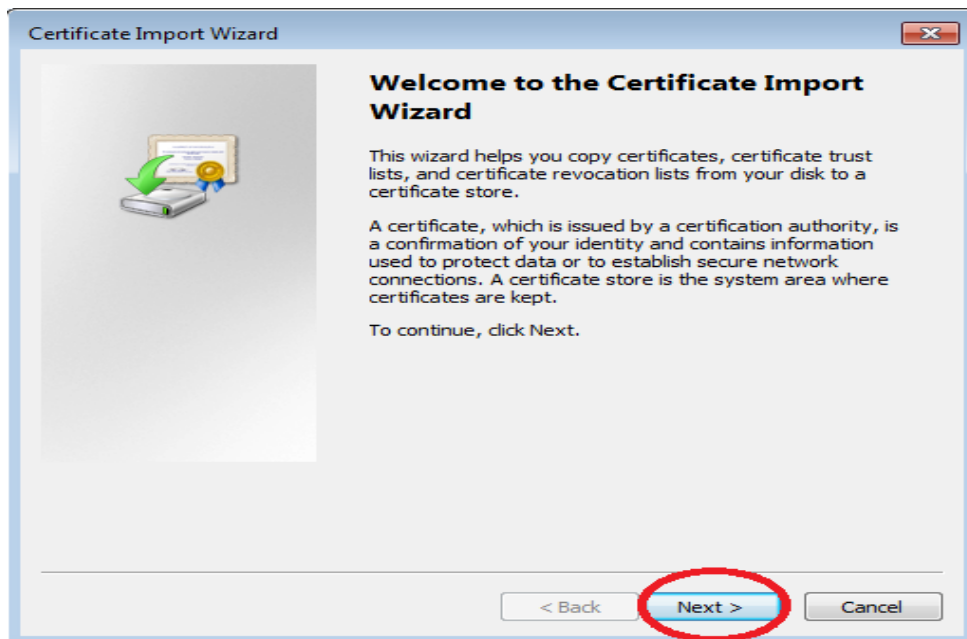 Certificate Import Wizard
Welcome to the Certificate Import
Wizard
This wizard helps you copy certificates, certificate trust
lists, and certificate revocation lists from your disk to a
certificate store.
A certificate, which is issued by a certification authority, is
a confirmation of your identity and contains information
used to protect data or to establish secure network
connections. A certificate store is the system area where
certificates are kept.
To continue, click Next.
< Back
Next >
Cancel